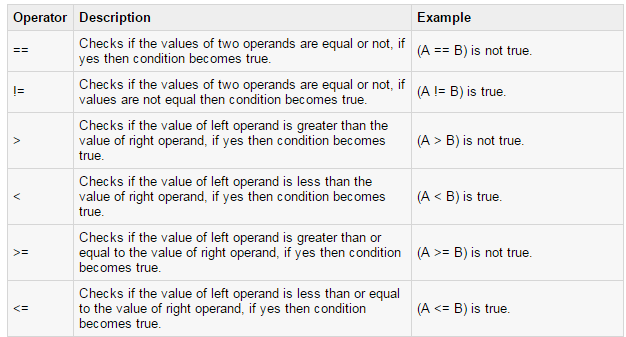 Operator Description Example
== Checks if the values of two operands are equal or not, if
yes then condition becomes true. (A == B) is not true.
!= Checks if the values of two operands are equal or not, if
values are not equal then condition becomes true. (A != B) is true.
> Checks if the value of left operand is greater than the
value of right operand, if yes then condition becomes
true. (A > B) is not true.
< Checks if the value of left operand is less than the
value of right operand, if yes then condition becomes
true. (A < B) is true.
>= Checks if the value of left operand is greater than or
equal to the value of right operand, if yes then condition
becomes true. (A >= B) is not true.
<= Checks if the value of left operand is less than or equal
to the value of right operand, if yes then condition
becomes true. (A <= B) is true.